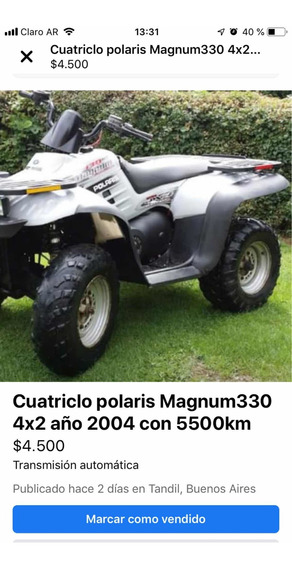 Claro AR
13:31
40 %
Cuatriclo polaris Magnum330 4x2...
$4.500
POLARIS
Cuatriclo polaris Magnum330
4x2 año 2004 con 5500km
$4.500
Transmisión automática
Publicado hace 2 días en Tandil, Buenos Aires
Marcar como vendido